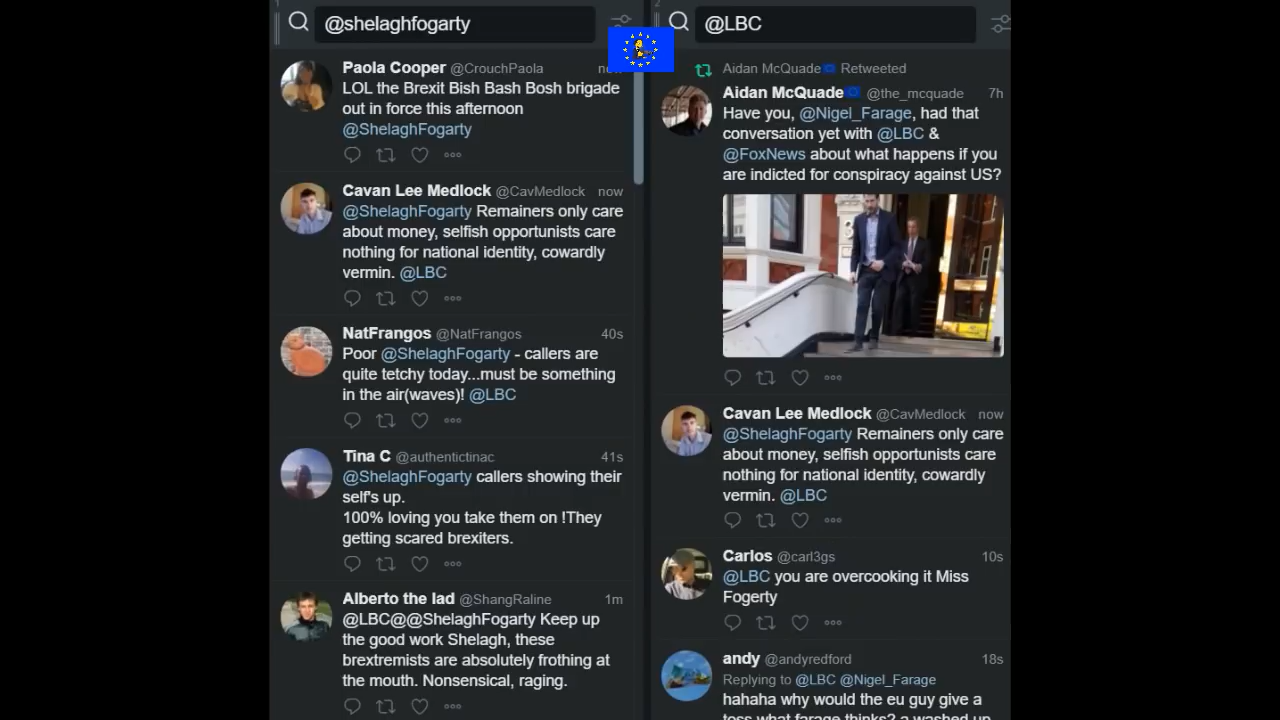 @shelaghfogarty
Paola Cooper @CrouchPaola
LOL the Brexit Bish Bash Bosh brigade
out in force this afternoon
@ShelaghFogarty
Cavan Lee Medlock @CavMedlock now
@ShelaghFogarty Remainers only care
about money, selfish opportunists care
nothing for national identity, cowardly
vermin. @LBC
NatFrangos @NatFrangos 40s
Poor @ShelaghFogarty - callers are
quite tetchy today...must be something
in the air(waves)! @LBC
Tina C @authentictinac 41s
@ShelaghFogarty callers showing their
self's up.
100% loving you take them on !They
getting scared brexiters.
Alberto the lad @ShangRaline 1m
@LBC@@ShelaghFogarty Keep up
the good work Shelagh, these
brextremists are absolutely frothing at
the mouth. Nonsensical, raging.
@LBC
Aidan McQuade Retweeted
Aidan McQuade @the_mcquade 7h
Have you, @Nigel_Farage, had that
conversation yet with @LBC &
@FoxNews about what happens if you
are indicted for conspiracy against US?
Cavan Lee Medlock @CavMedlock now
@ShelaghFogarty Remainers only care
about money, selfish opportunists care
nothing for national identity, cowardly
vermin. @LBC
Carlos @carl3gs 10s
@LBC you are overcooking it Miss
Fogerty
andy @andyredford 18s
Replying to @LBC @Nigel_Farage
hahaha why would the eu guy give a
toss what farage thinks? a washed up